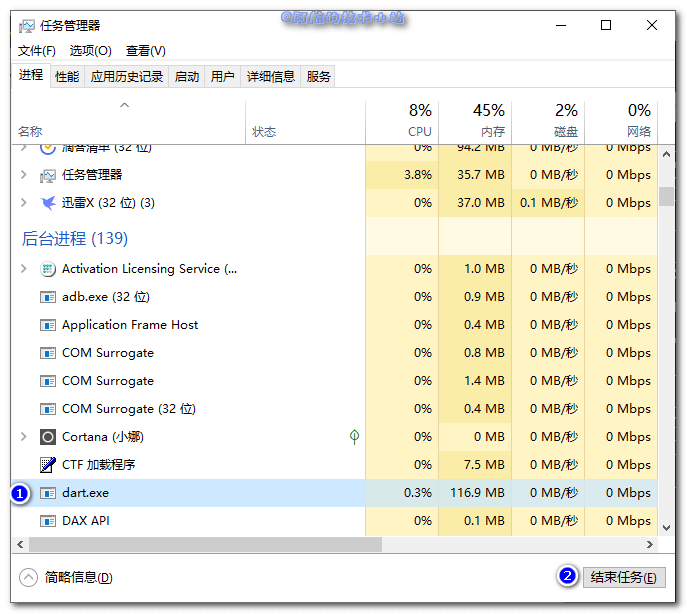 @阿信的技术小站
任务管理器
文件(F) 选项(O) 查看(V)
进程 性能 应用历史记录 启动 用户 详细信息 服务
8% 45% 2% 0%
名称 状态 CPU 内存 磁盘 网络
滴答清单 (32 位) 0% 94.2 MB 0 MB/秒 0 Mbps
任务管理器 3.8% 35.7 MB 0 MB/秒 0 Mbps
迅雷X (32 位) (3) 0% 37.0 MB 0.1 MB/秒 0 Mbps
后台进程 (139)
Activation Licensing Service (... 0% 1.0 MB 0 MB/秒 0 Mbps
adb.exe (32 位) 0% 0.9 MB 0 MB/秒 0 Mbps
Application Frame Host 0% 0.4 MB 0 MB/秒 0 Mbps
COM Surrogate 0% 0.8 MB 0 MB/秒 0 Mbps
COM Surrogate 0% 1.4 MB 0 MB/秒 0 Mbps
COM Surrogate (32 位) 0% 0.4 MB 0 MB/秒 0 Mbps
Cortana (小娜) 0% 0 MB 0 MB/秒 0 Mbps
CTF 加载程序 0% 7.5 MB 0 MB/秒 0 Mbps
1 dart.exe 0.3% 116.9 MB 0 MB/秒 0 Mbps
DAX API 0% 0.1 MB 0 MB/秒 0 Mbps
简略信息(D) 2 结束任务(E)